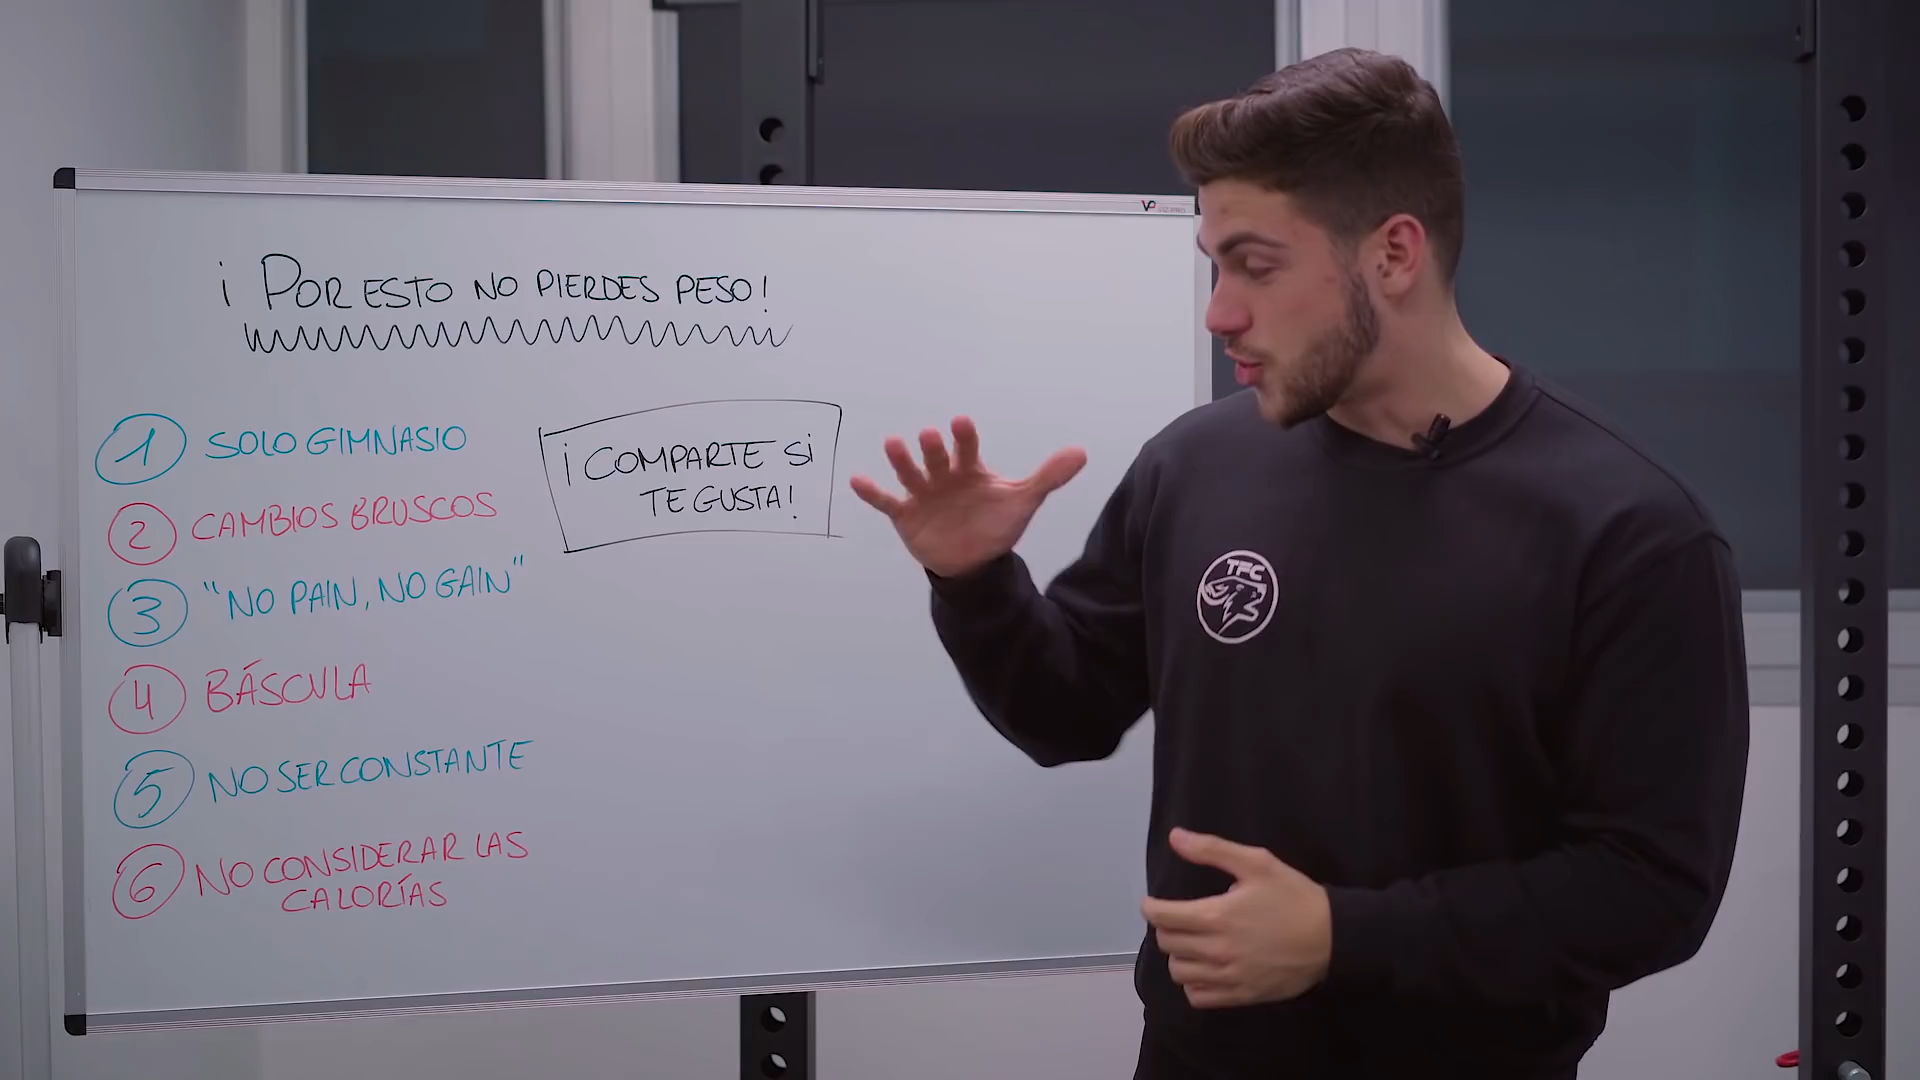 ¡POR ESTO NO PIERDES PESO!
1 SOLO GIMNASIO
2 CAMBIOS BRUSCOS
3 "NO PAIN, NO GAIN"
4 BÁSCULA
5 NO SER CONSTANTE
6 NO CONSIDERAR LAS
CALORÍAS
¡COMPARTE SI
TE GUSTA!
TFC